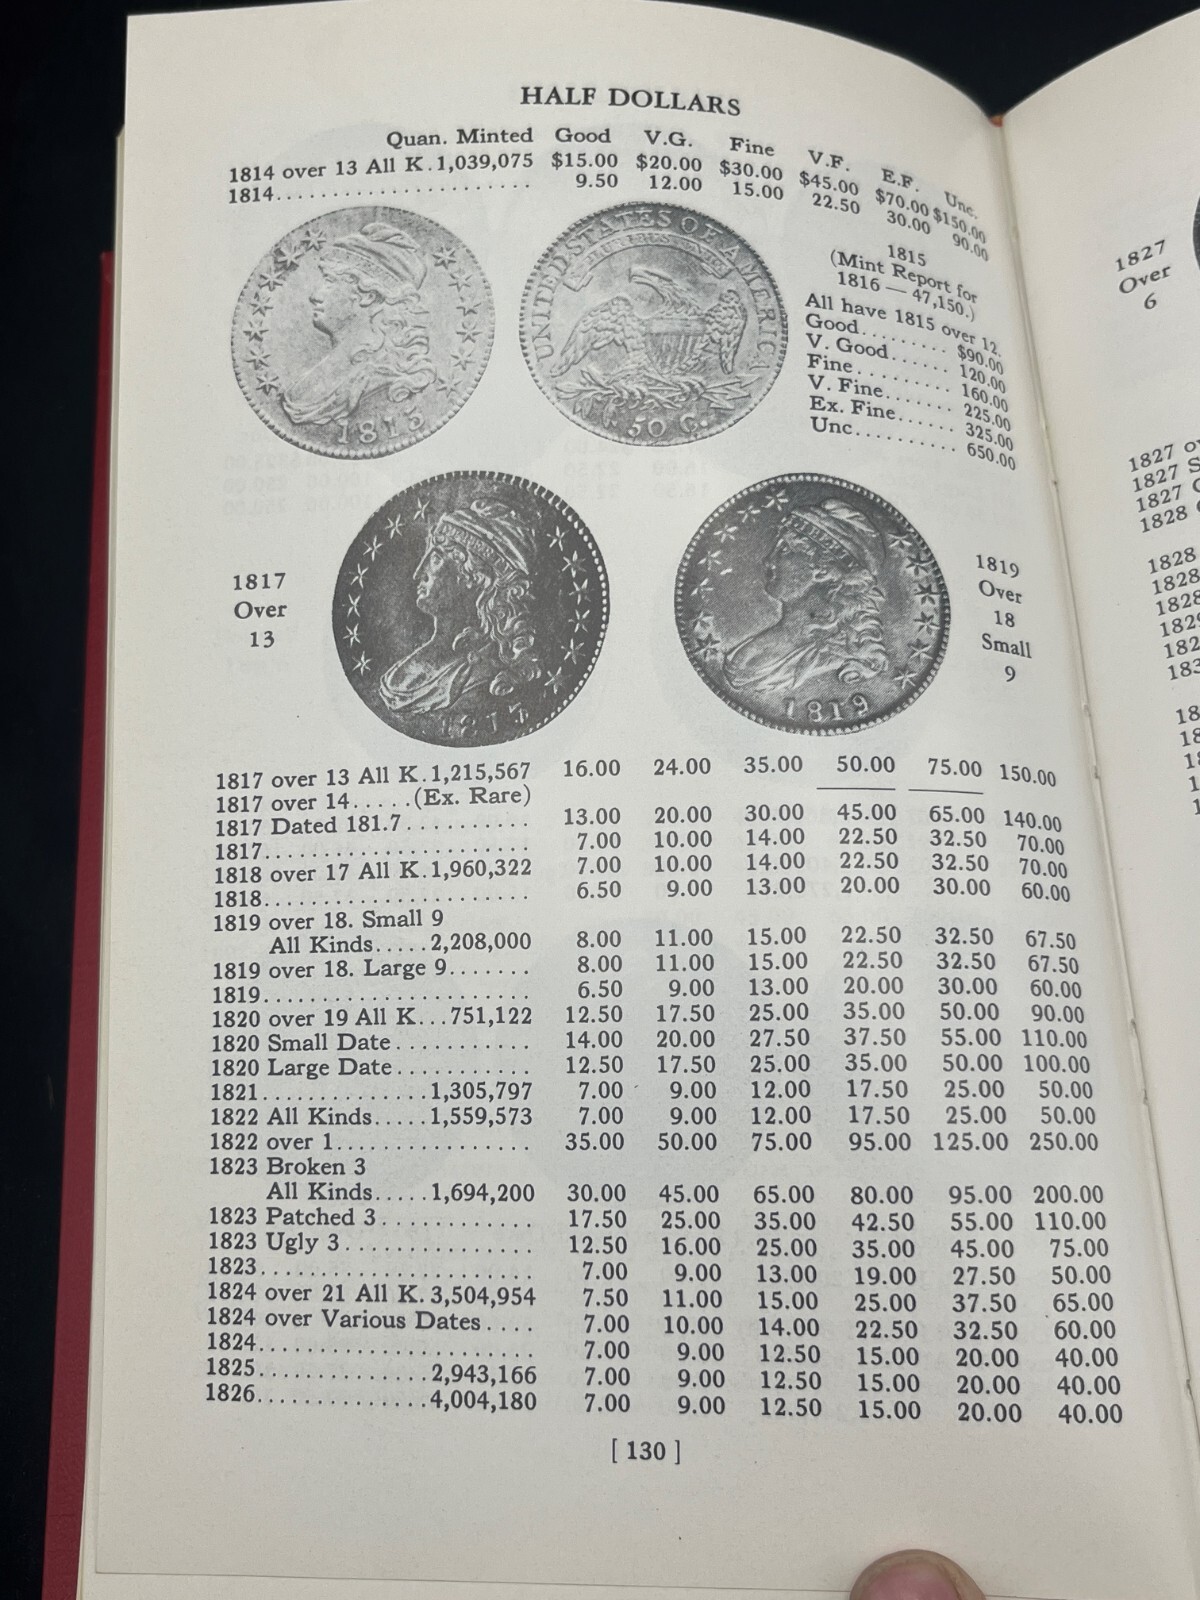 HALF DOLLARS
Quan. Minted Good V.G. Fine V.F. E.F. Unc.
1814 over 13 All K.1,039,075 $15.00 $20.00 $30.00 $45.00 $70.00 $150.00
1814...................... 9.50 12.00 15.00 22.50 30.00 90.00
1815
(Mint Report for
1816 — 47,150.)
All have 1815 over 12.
Good......... $90.00
V. Good...... 120.00
Fine.......... 160.00
V. Fine....... 225.00
Ex. Fine...... 325.00
Unc.......... 650.00
1813
UNITED STATES OF AMERICA
50 C.
1817
Over
13
1817
1819
1819
Over
18
Small
9
1817 over 13 All K.1,215,567 16.00 24.00 35.00 50.00 75.00 150.00
1817 over 14.....(Ex. Rare)
1817 Dated 181.7.......... 13.00 20.00 30.00 45.00 65.00 140.00
1817...................... 7.00 10.00 14.00 22.50 32.50 70.00
1818 over 17 All K.1,960,322 7.00 10.00 14.00 22.50 32.50 70.00
1818...................... 6.50 9.00 13.00 20.00 30.00 60.00
1819 over 18. Small 9
All Kinds.....2,208,000 8.00 11.00 15.00 22.50 32.50 67.50
1819 over 18. Large 9....... 8.00 11.00 15.00 22.50 32.50 67.50
1819...................... 6.50 9.00 13.00 20.00 30.00 60.00
1820 over 19 All K...751,122 12.50 17.50 25.00 35.00 50.00 90.00
1820 Small Date........... 14.00 20.00 27.50 37.50 55.00 110.00
1820 Large Date........... 12.50 17.50 25.00 35.00 50.00 100.00
1821..............1,305,797 7.00 9.00 12.00 17.50 25.00 50.00
1822 All Kinds.....1,559,573 7.00 9.00 12.00 17.50 25.00 50.00
1822 over 1................ 35.00 50.00 75.00 95.00 125.00 250.00
1823 Broken 3
All Kinds.....1,694,200 30.00 45.00 65.00 80.00 95.00 200.00
1823 Patched 3............. 17.50 25.00 35.00 42.50 55.00 110.00
1823 Ugly 3................ 12.50 16.00 25.00 35.00 45.00 75.00
1823....................... 7.00 9.00 13.00 19.00 27.50 50.00
1824 over 21 All K.3,504,954 7.50 11.00 15.00 25.00 37.50 65.00
1824 over Various Dates.... 7.00 10.00 14.00 22.50 32.50 60.00
1824....................... 7.00 9.00 12.50 15.00 20.00 40.00
1825..............2,943,166 7.00 9.00 12.50 15.00 20.00 40.00
1826..............4,004,180 7.00 9.00 12.50 15.00 20.00 40.00
[ 130 ]
1827
Over
6
1827
1827
1827
1828
1828
1828
1828